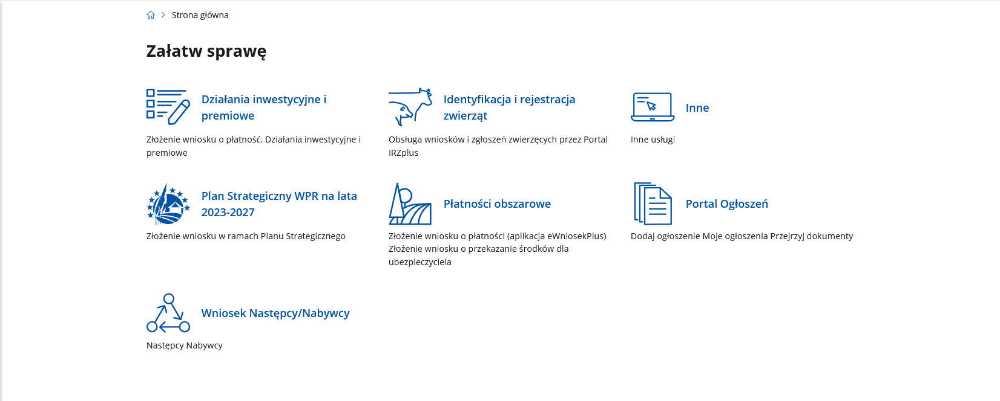 Strona główna
Załatw sprawę
Działania inwestycyjne i
premiowe
Złożenie wniosku o płatność. Działania inwestycyjne i
premiowe
Identyfikacja i rejestracja
zwierząt
Obsługa wniosków i zgłoszeń zwierzęcych przez Portal
IRZplus
Inne
Inne usługi
Plan Strategiczny WPR na lata
2023-2027
Złożenie wniosku w ramach Planu Strategicznego
Płatności obszarowe
Złożenie wniosku o płatności (aplikacja eWniosekPlus)
Złożenie wniosku o przekazanie środków dla
ubezpieczyciela
Portal Ogłoszeń
Dodaj ogłoszenie Moje ogłoszenia Przejrzyj dokumenty
Wniosek Następcy/Nabywcy
Następcy Nabywcy